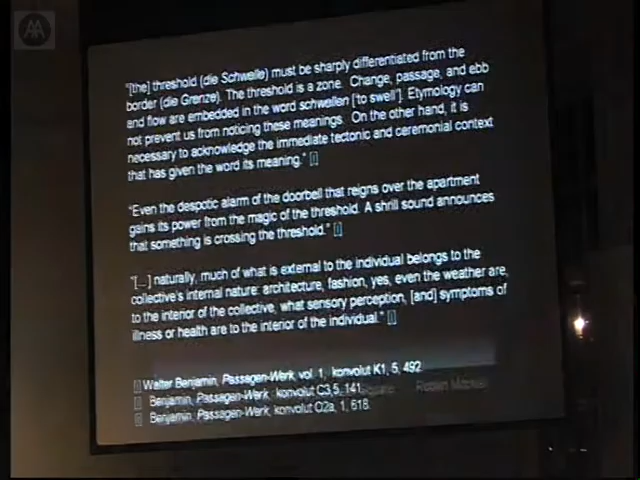 AA
"[the] threshold (die Schwelle) must be sharply differentiated from the
border (die Grenze). The threshold is a zone. Change, passage, and ebb
and flow are embedded in the word schwellen ['to swell']. Etymology can
not prevent us from noticing these meanings. On the other hand, it is
necessary to acknowledge the immediate tectonic and ceremonial context
that has given the word its meaning." [i]
"Even the despotic alarm of the doorbell that reigns over the apartment
gains its power from the magic of the threshold. A shrill sound announces
that something is crossing the threshold." [i]
"[...] naturally, much of what is external to the individual belongs to the
collective's internal nature: architecture, fashion, yes, even the weather are,
to the interior of the collective, what sensory perception, [and] symptoms of
illness or health are to the interior of the individual." [i]
[i] Walter Benjamin, Passagen-Werk, vol. 1, konvolut K1, 5, 492
[i] Benjamin, Passagen-Werk, konvolut C3,5, 141
[i] Benjamin, Passagen-Werk, konvolut O2a, 1, 618.